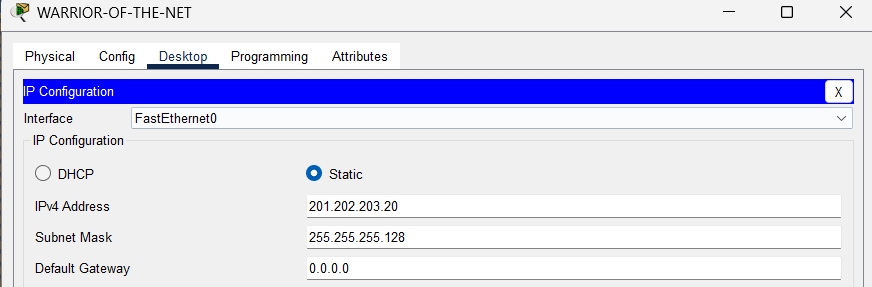 WARRIOR-OF-THE-NET
Physical Config Desktop Programming Attributes
IP Configuration X
Interface FastEthernet0
IP Configuration
DHCP Static
IPv4 Address 201.202.203.20
Subnet Mask 255.255.255.128
Default Gateway 0.0.0.0